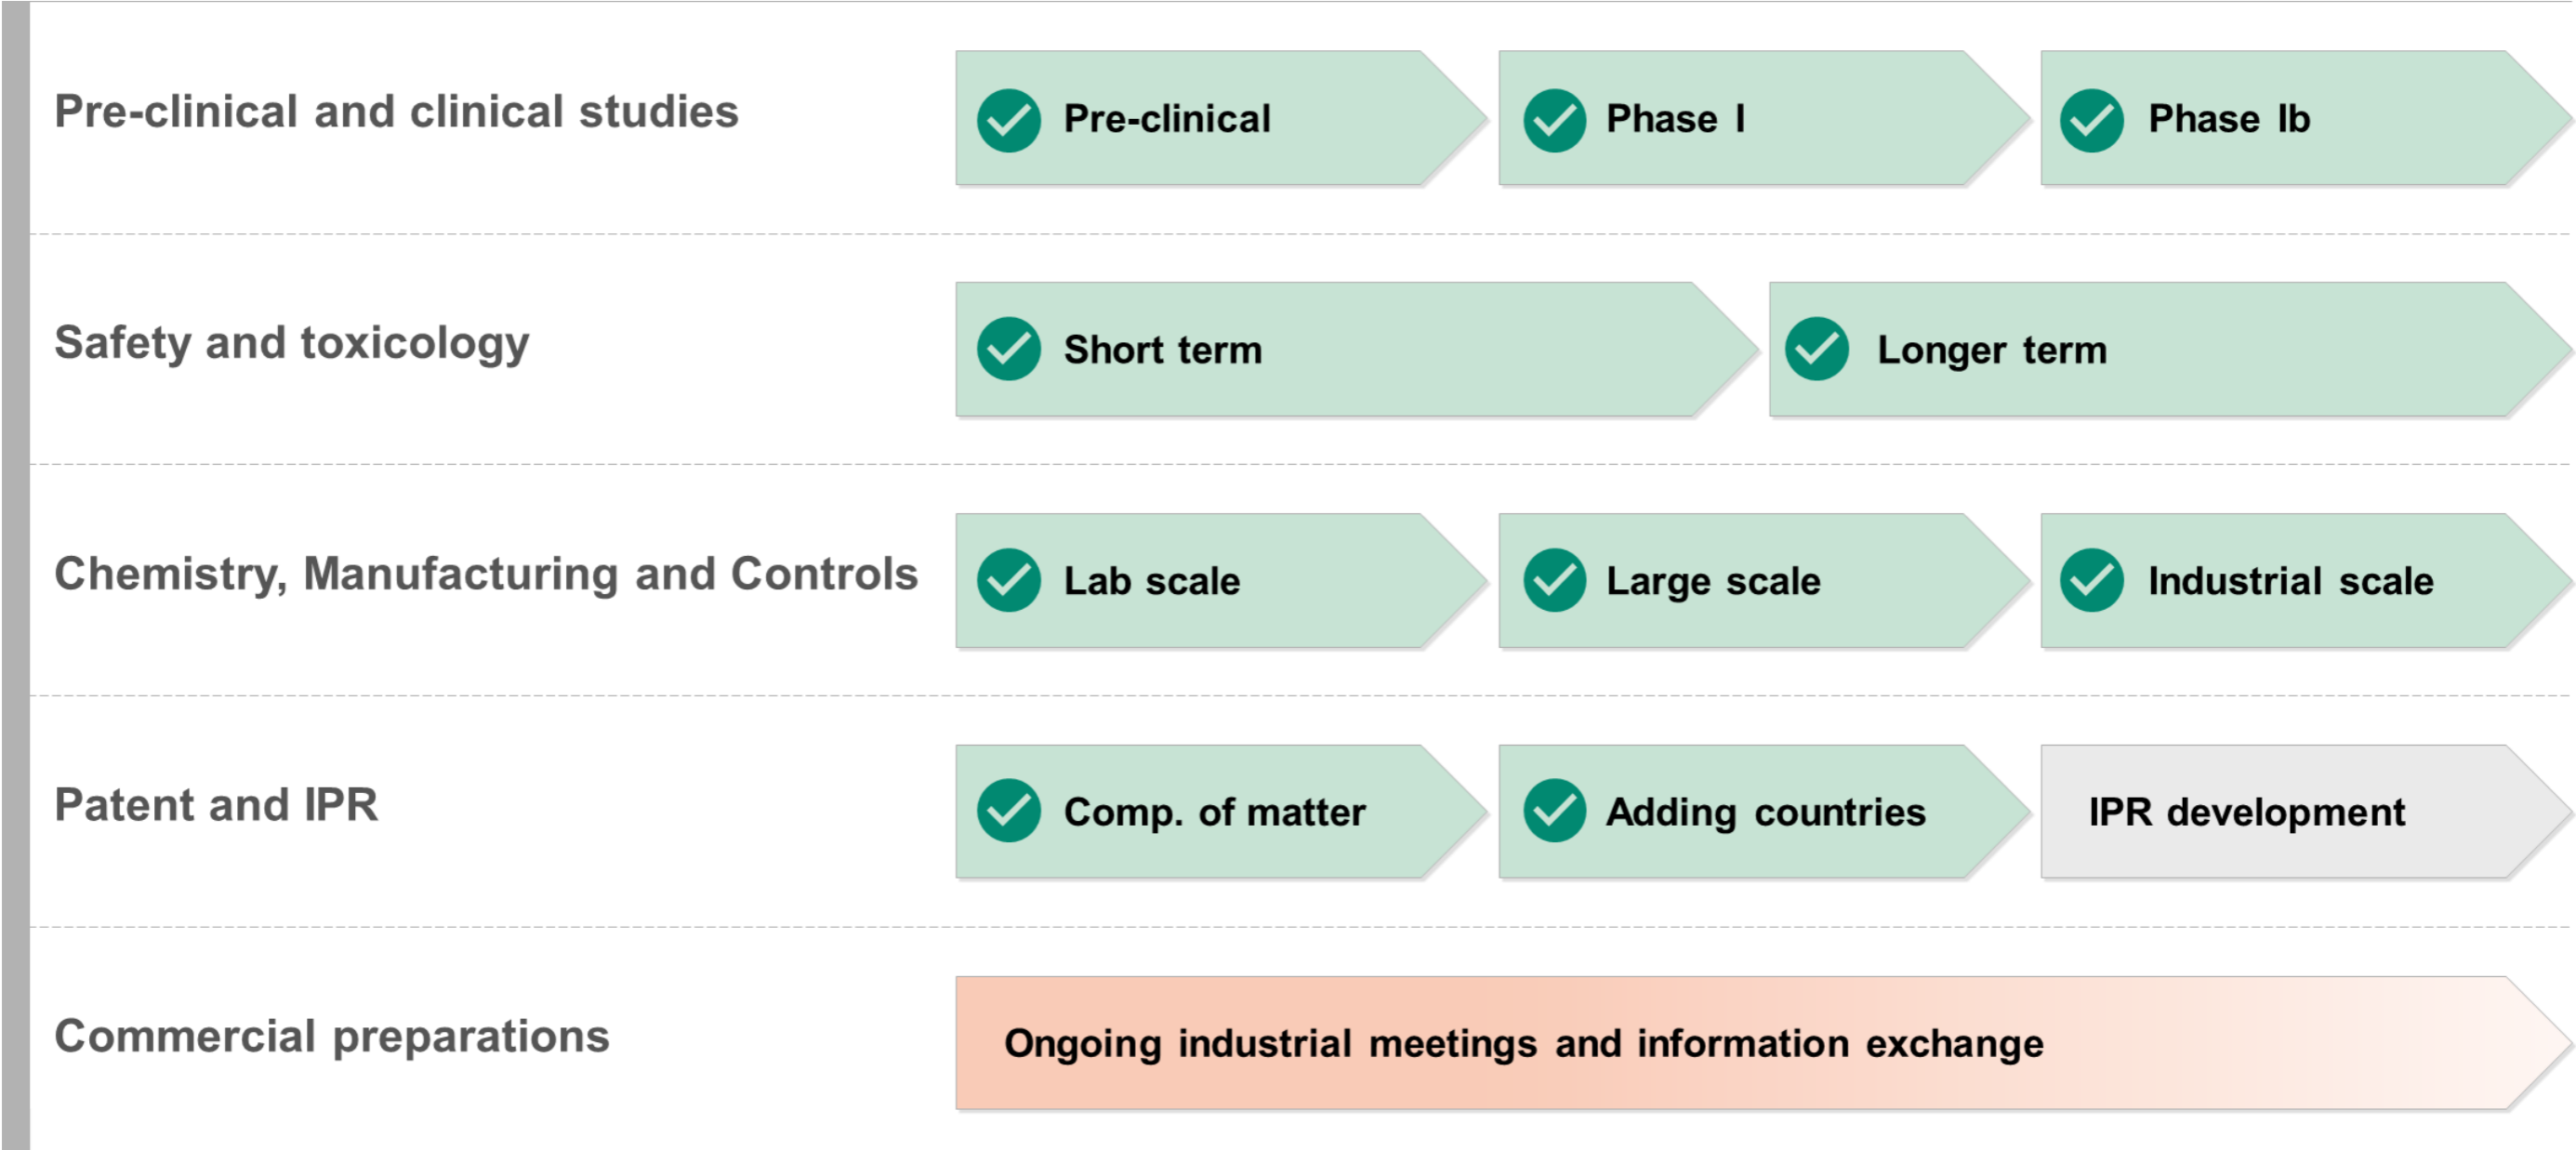 Pre-clinical and clinical studies
Pre-clinical
Phase I
Phase Ib
Safety and toxicology
Short term
Longer term
Chemistry, Manufacturing and Controls
Lab scale
Large scale
Industrial scale
Patent and IPR
Comp. of matter
Adding countries
IPR development
Commercial preparations
Ongoing industrial meetings and information exchange